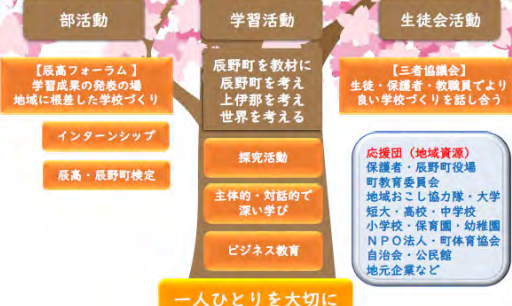 部活動
学習活動
生徒会活動
【辰高フォーラム】
学習成果の発表の場
地域に根差した学校づくり
インターンシップ
辰高・辰野町検定
辰野町を教材に
辰野町を考え
上伊那を考え
世界を考える
探究活動
主体的・対話的で
深い学び
ビジネス教育
一人ひとりを大切に
【三者協議会】
生徒・保護者・教職員でより
良い学校づくりを話し合う
応援団（地域資源）
保護者・辰野町役場
町教育委員会
地域おこし協力隊・大学
短大・高校・中学校
小学校・保育園・幼稚園
ＮＰＯ法人・町体育協会
自治会・公民館
地元企業など